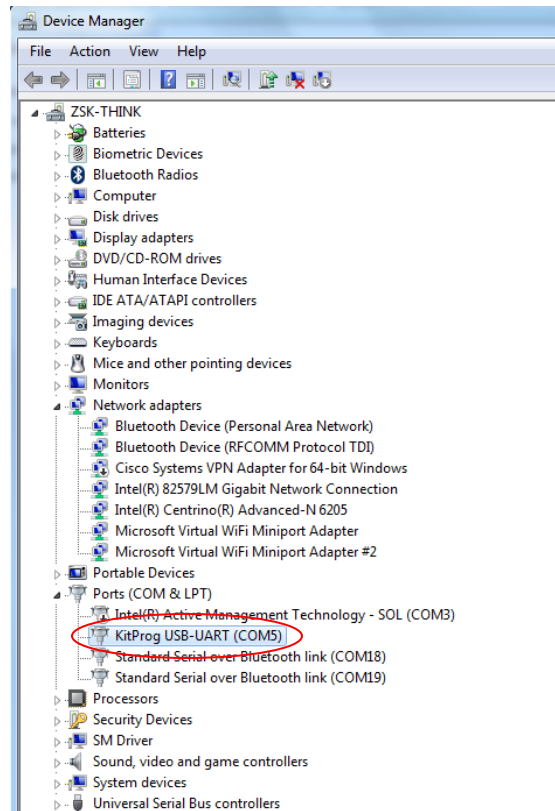 Device Manager
File Action View Help
ZSK-THINK
Batteries
Biometric Devices
Bluetooth Radios
Computer
Disk drives
Display adapters
DVD/CD-ROM drives
Human Interface Devices
IDE ATA/ATAPI controllers
Imaging devices
Keyboards
Mice and other pointing devices
Monitors
Network adapters
Bluetooth Device (Personal Area Network)
Bluetooth Device (RFCOMM Protocol TDI)
Cisco Systems VPN Adapter for 64-bit Windows
Intel(R) 82579LM Gigabit Network Connection
Intel(R) Centrino(R) Advanced-N 6205
Microsoft Virtual WiFi Miniport Adapter
Microsoft Virtual WiFi Miniport Adapter #2
Portable Devices
Ports (COM & LPT)
Intel(R) Active Management Technology - SOL (COM3)
KitProg USB-UART (COM5)
Standard Serial over Bluetooth link (COM18)
Standard Serial over Bluetooth link (COM19)
Processors
Security Devices
SM Driver
Sound, video and game controllers
System devices
Universal Serial Bus controllers